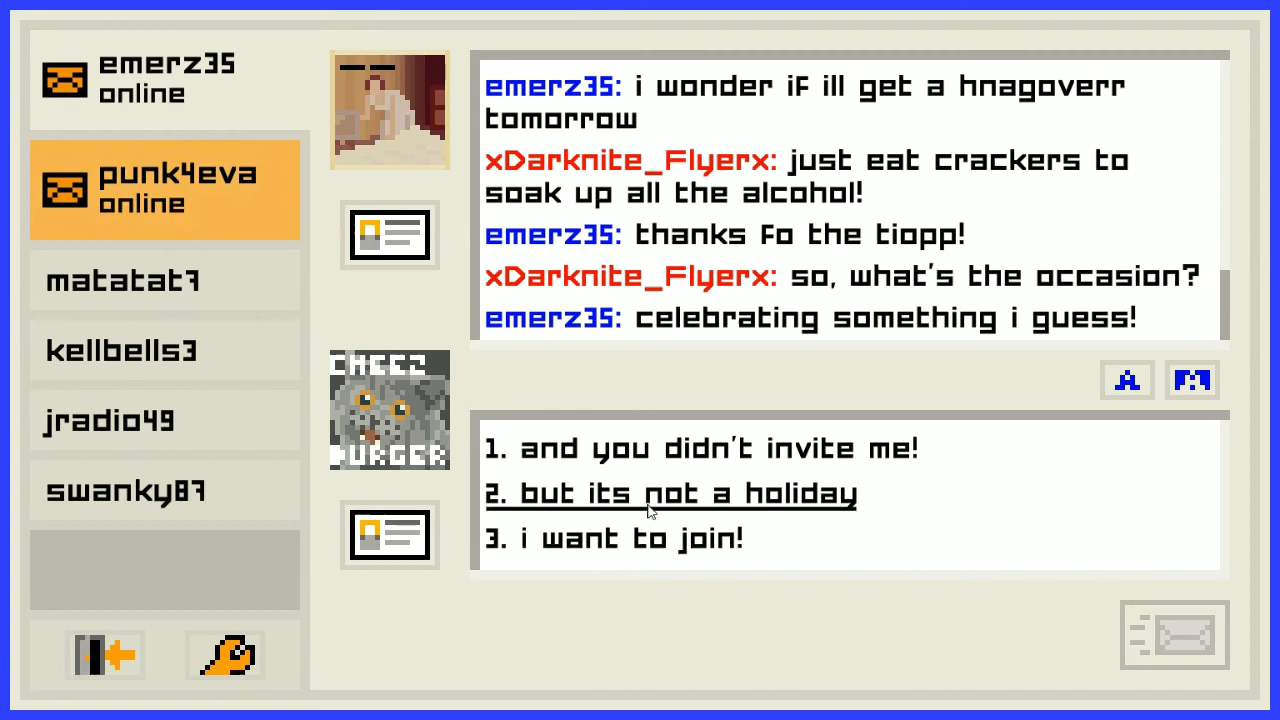 emerz35
online
punk4eva
online
matatat7
kellbells3
jradio49
swanky87
emerz35: i wonder if ill get a hnagoverr
tomorrow
xDarknite_Flyerx: just eat crackers to
soak up all the alcohol!
emerz35: thanks fo the tiopp!
xDarknite_Flyerx: so, what's the occasion?
emerz35: celebrating something i guess!
CHEEZ
BURGER
A
1. and you didn't invite me!
2. but its not a holiday
3. i want to join!